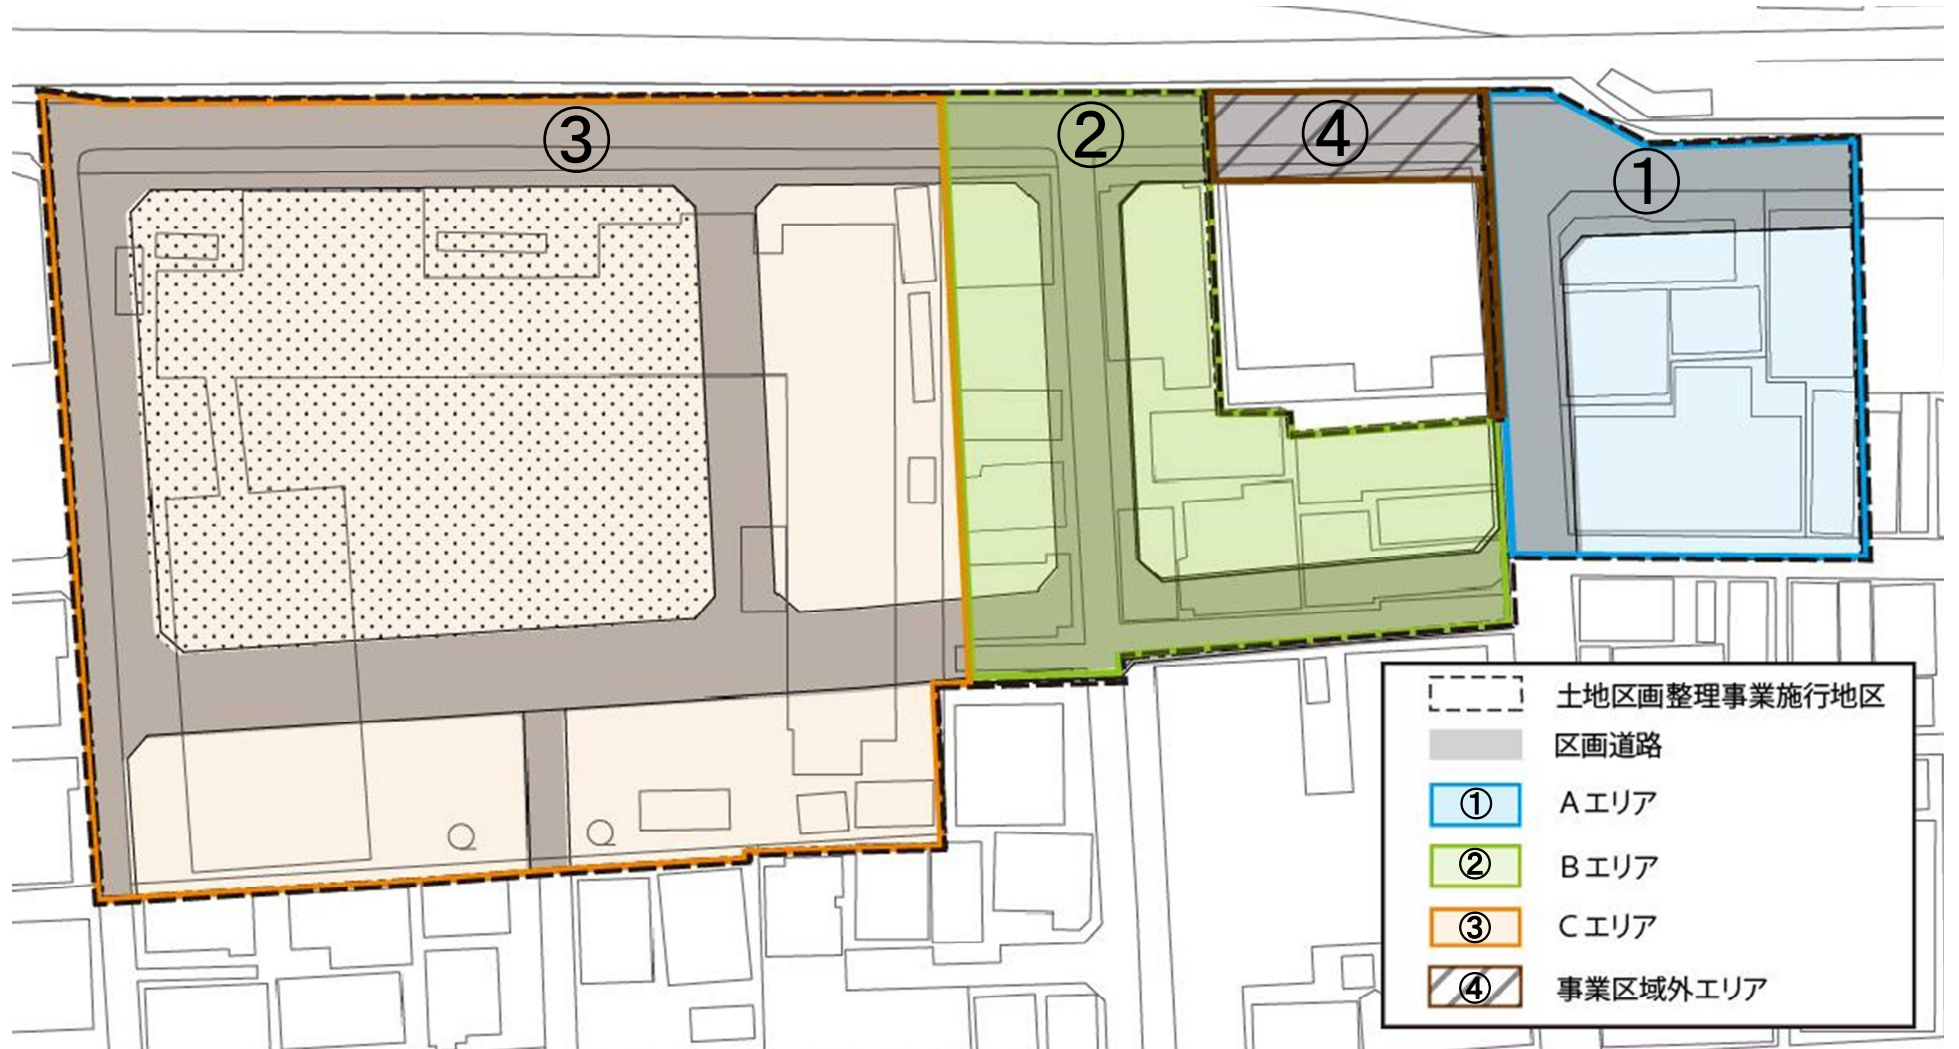 ③
②
④
①
土地区画整理事業施行地区
区画道路
① Aエリア
② Bエリア
③ Cエリア
④ 事業区域外エリア